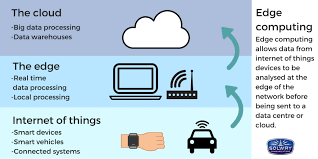 The cloud
-Big data processing
-Data warehouses
The edge
-Real time
data processing
-Local processing
Internet of things
-Smart devices
-Smart vehicles
-Connected systems
Edge
computing
Edge computing
allows data from
internet of things
devices to be
analysed at the
edge of the
network before
being sent to a
data centre or
cloud.
SOLWAY